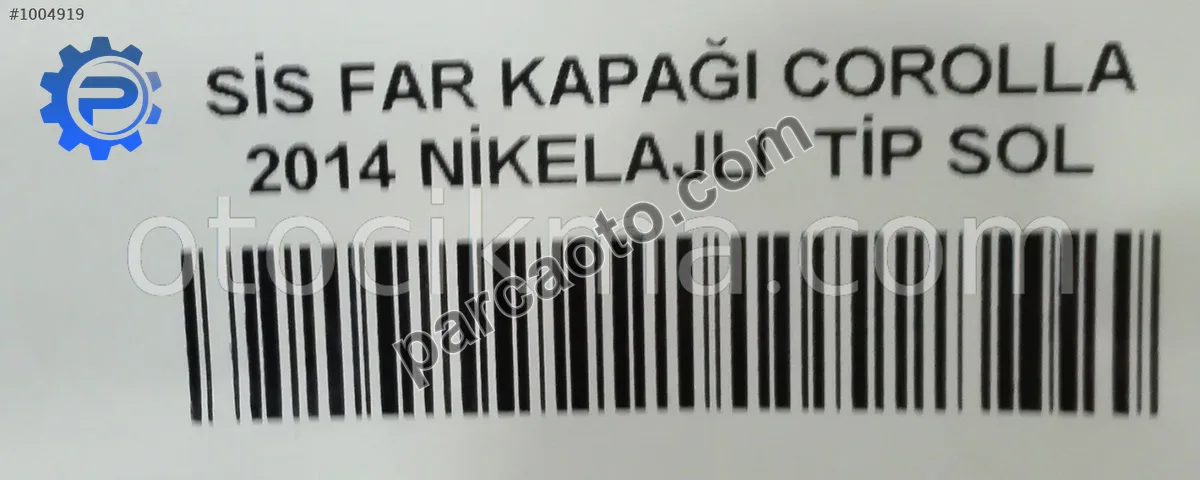 #1004919
SİS FAR KAPAĞI COROLLA
2014 NİKELAJLI TİP SOL
otocikma.com
parcaoto.com